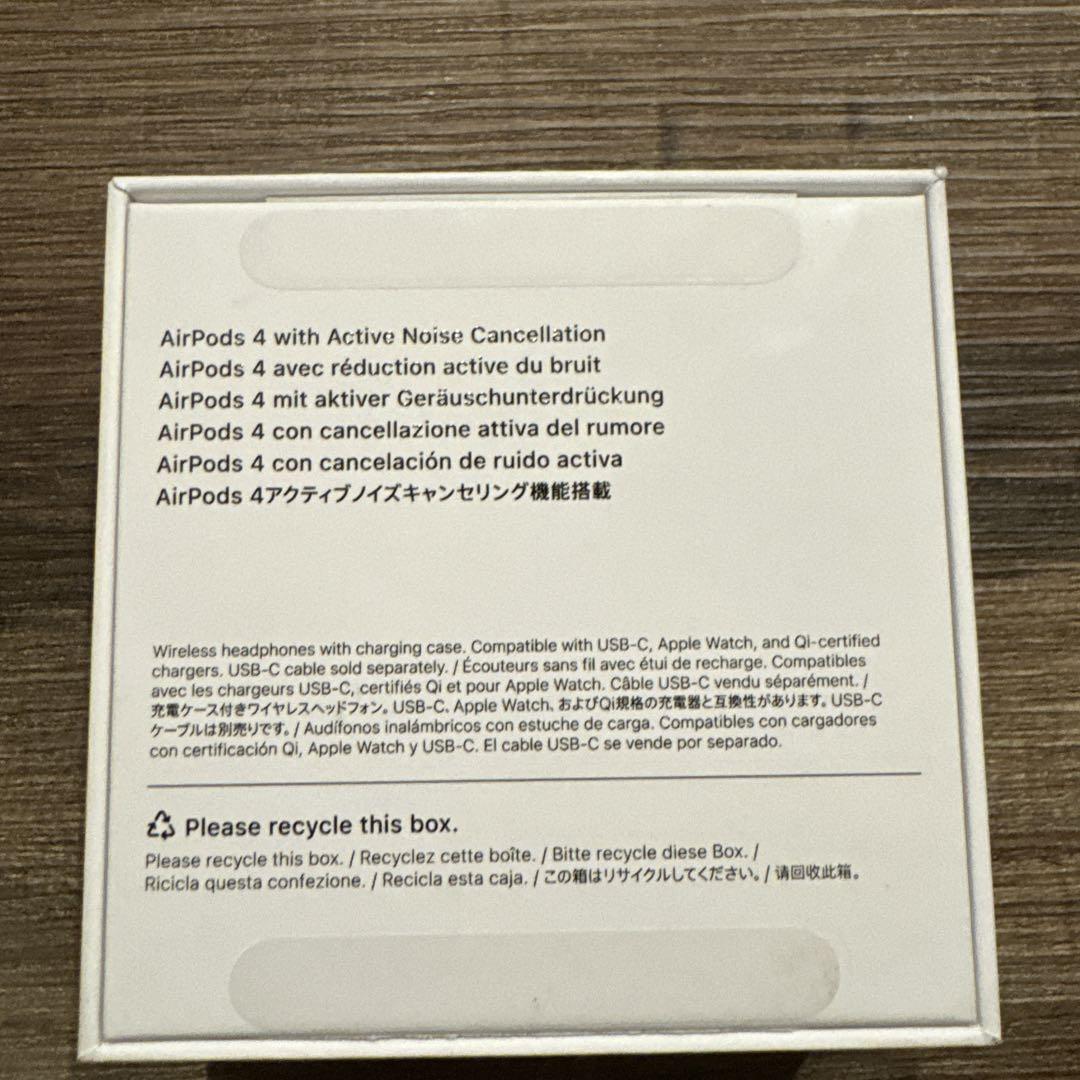 AirPods 4 with Active Noise Cancellation
AirPods 4 avec réduction active du bruit
AirPods 4 mit aktiver Geräuschunterdrückung
AirPods 4 con cancellazione attiva del rumore
AirPods 4 con cancelación de ruido activa
AirPods 4アクティブノイズキャンセリング機能搭載
Wireless headphones with charging case. Compatible with USB-C, Apple Watch, and Qi-certified
chargers. USB-C cable sold separately. / Écouteurs sans fil avec étui de recharge. Compatibles
avec les chargeurs USB-C, certifiés Qi et pour Apple Watch. Câble USB-C vendu séparément. /
充電ケース付きワイヤレスヘッドフォン。USB-C、Apple Watch、およびQi規格の充電器と互換性があります。USB-C
ケーブルは別売りです。/ Audífonos inalámbricos con estuche de carga. Compatibles con cargadores
con certificación Qi, Apple Watch y USB-C. El cable USB-C se vende por separado.
Please recycle this box.
Please recycle this box. / Recyclez cette boîte. / Bitte recycle diese Box. /
Ricicla questa confezione. / Recicla esta caja. / この箱はリサイクルしてください。/ 请回收此箱。